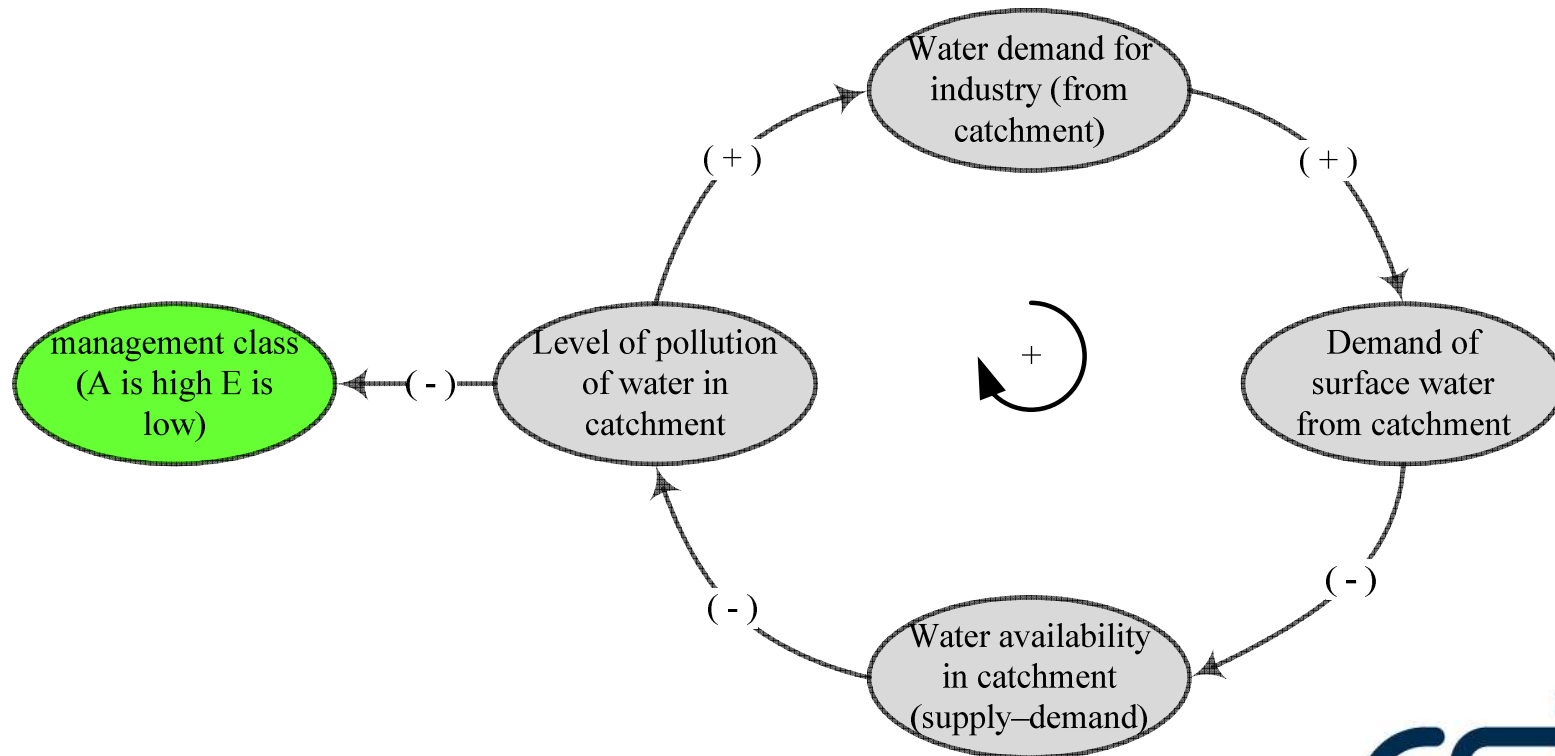 Water demand for
industry (from
catchment)
( + )
( + )
management class
(A is high E is
low)
( - )
Level of pollution
of water in
catchment
+
Demand of
surface water
from catchment
( - )
( - )
Water availability
in catchment
(supply–demand)